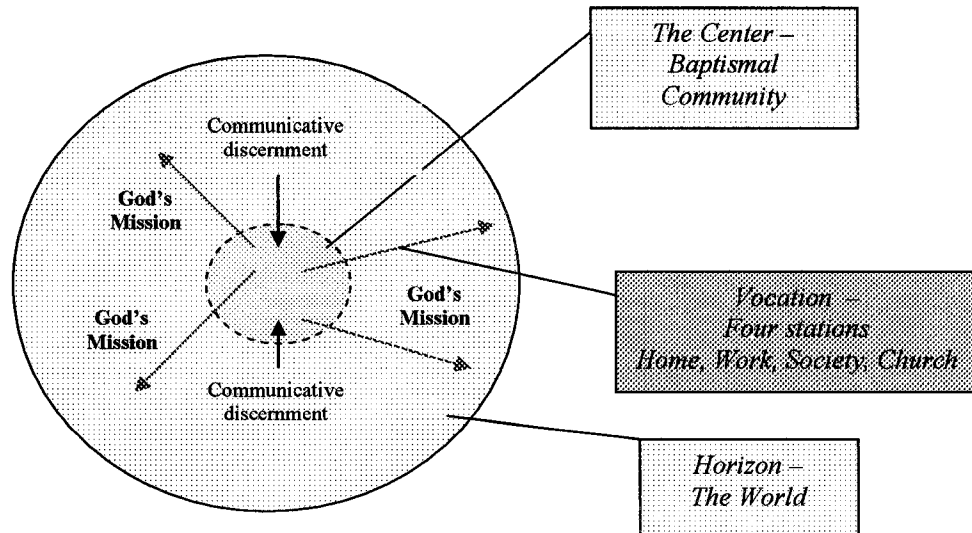 The Center –
Baptismal
Community
Communicative
discernment
God's
Mission
God's
Mission
God's
Mission
Communicative
discernment
Vocation
Four stations
Home, Work, Society, Church
Horizon –
The World